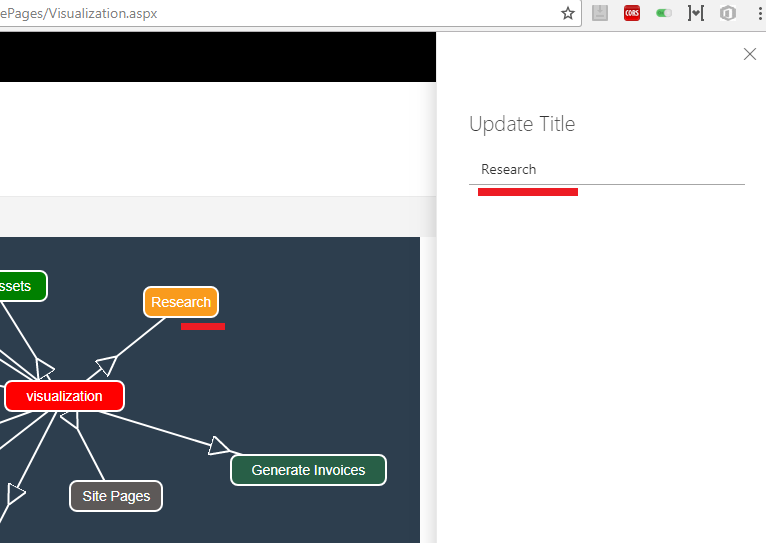 ePages/Visualization.aspx
CORS
Update Title
Research
ssets
Research
visualization
Generate Invoices
Site Pages